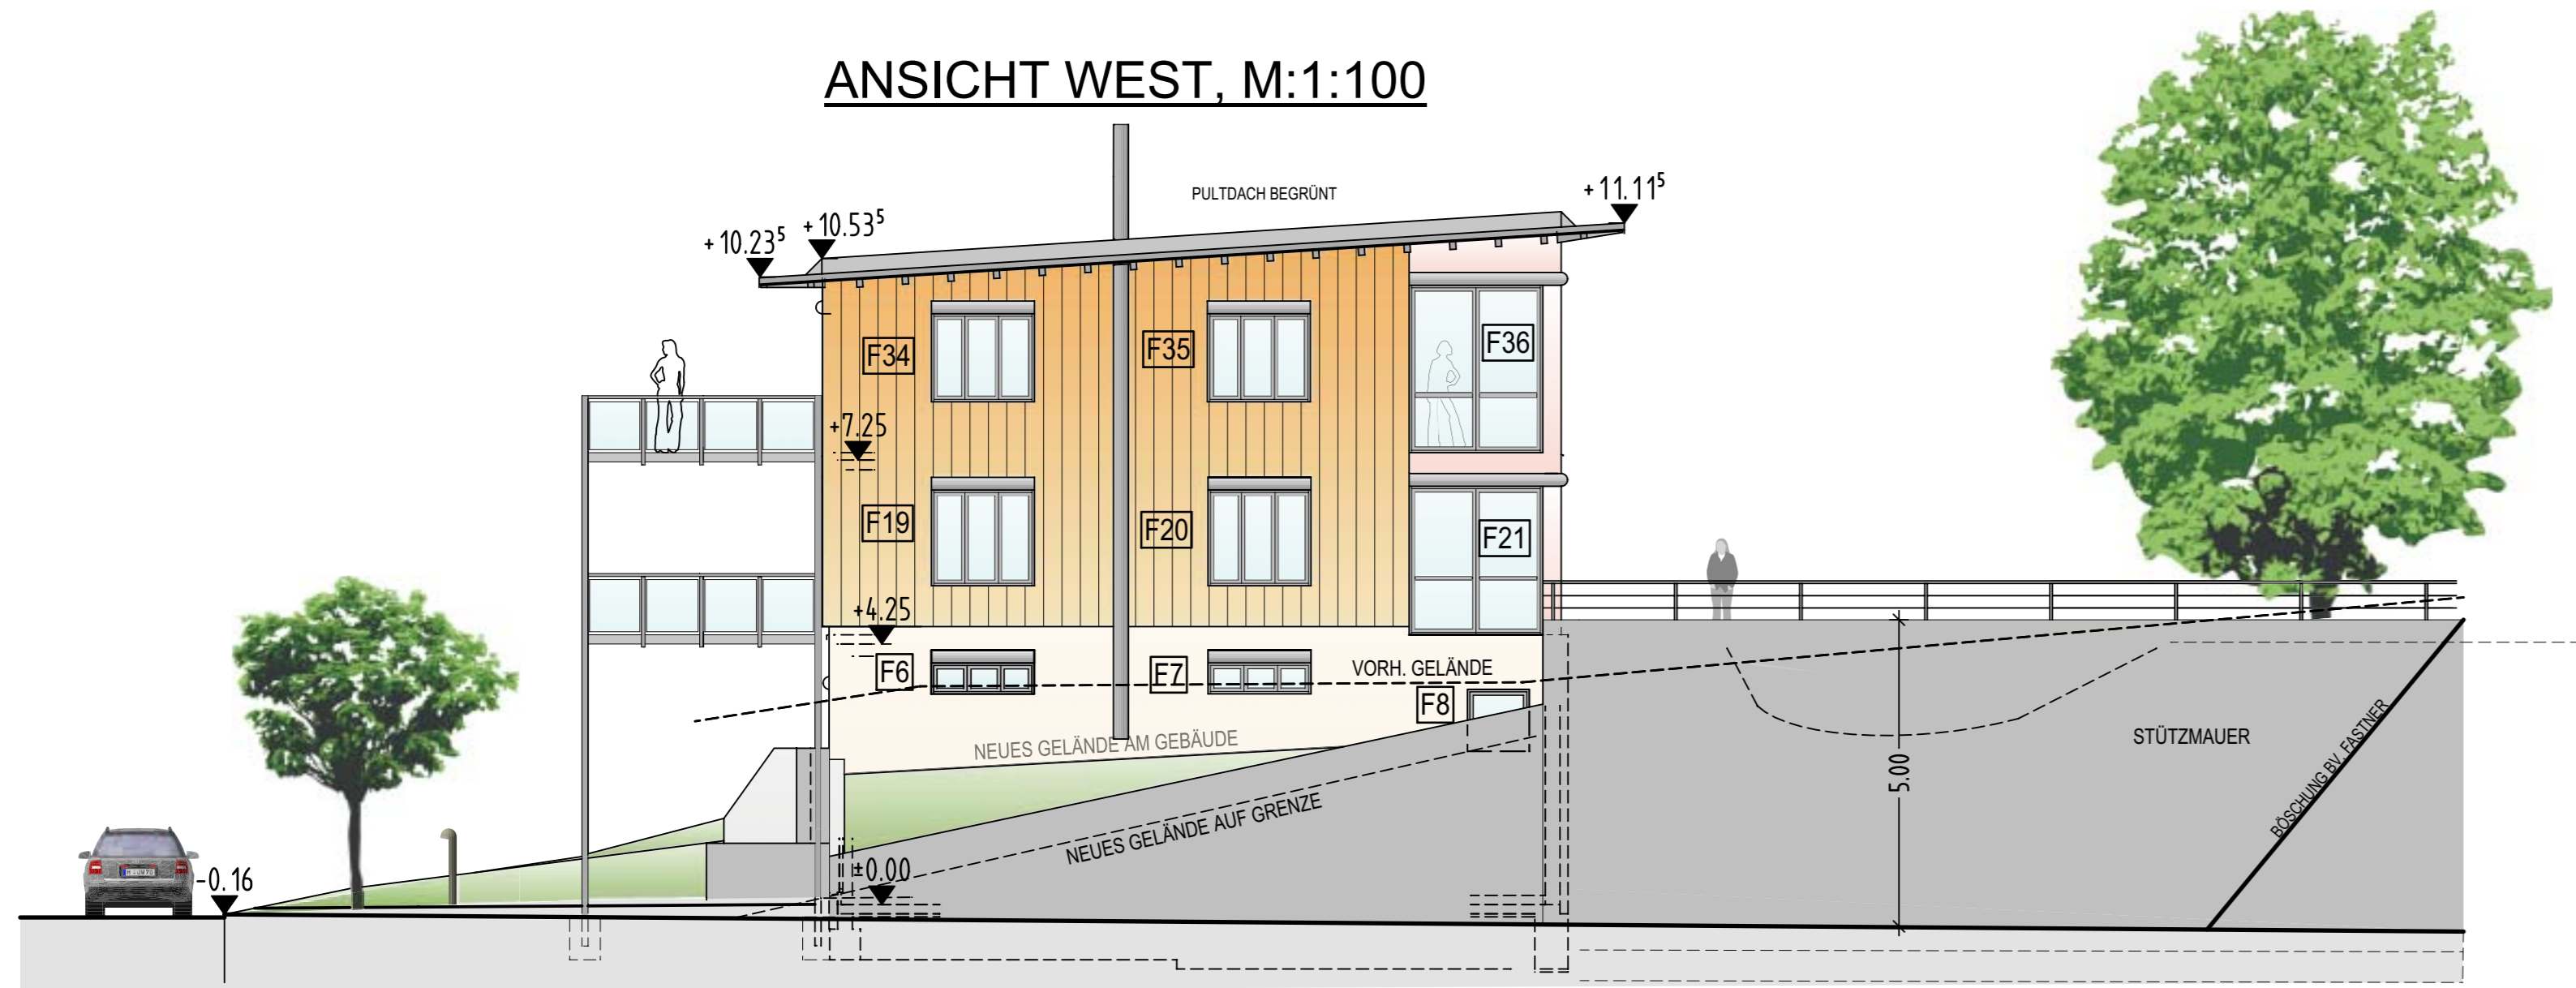 ANSICHT WEST, M:1:100
PULTDACH BEGRÜNT
+11.11⁵
+10.53⁵
+10.23⁵
F34
F35
F36
+7.25
F19
F20
F21
+4.25
F6
F7
VORH. GELÄNDE
F8
NEUES GELÄNDE AM GEBÄUDE
STÜTZMAUER
BÖSCHUNG BV. FASTNER
5.00
NEUES GELÄNDE AUF GRENZE
±0.00
-0.16